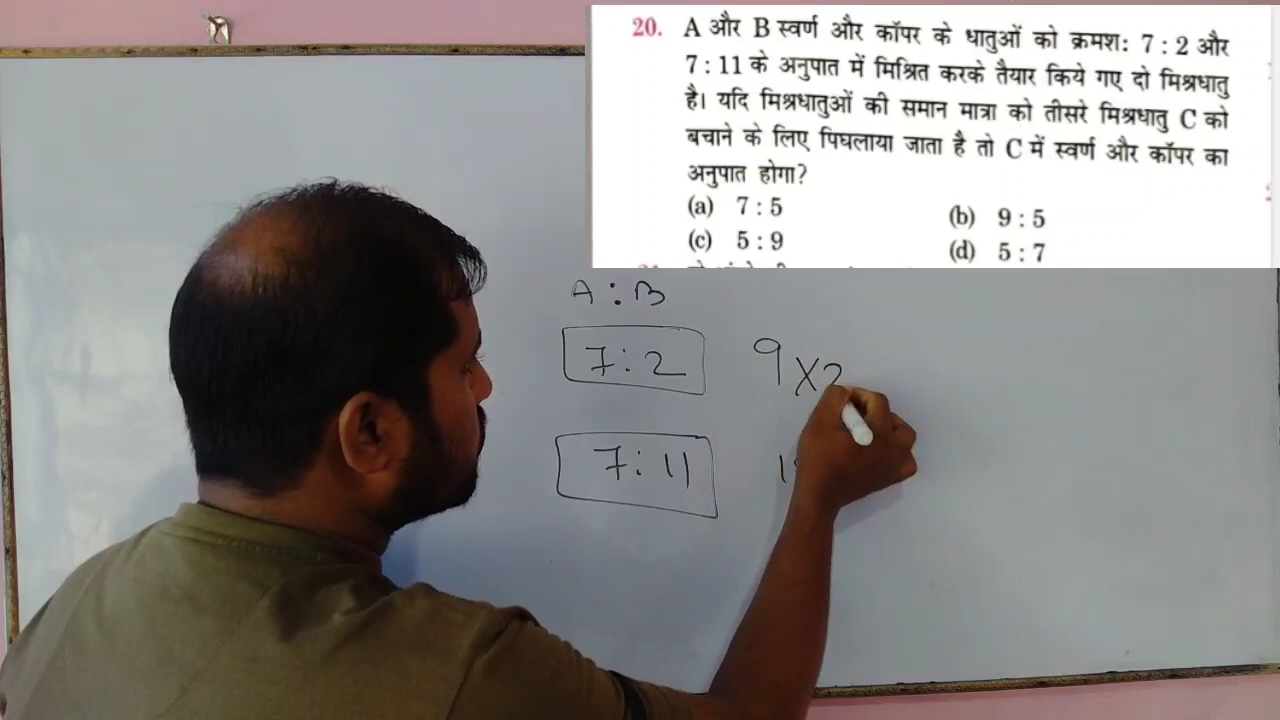 20. A और B स्वर्ण और कॉपर के धातुओं को क्रमश: 7 : 2 और
7 : 11 के अनुपात में मिश्रित करके तैयार किये गए दो मिश्रधातु
है। यदि मिश्रधातुओं की समान मात्रा को तीसरे मिश्रधातु C को
बचाने के लिए पिघलाया जाता है तो C में स्वर्ण और कॉपर का
अनुपात होगा?
(a) 7 : 5 (b) 9 : 5
(c) 5 : 9 (d) 5 : 7
A : B
7 : 2 9 x 2
7 : 11